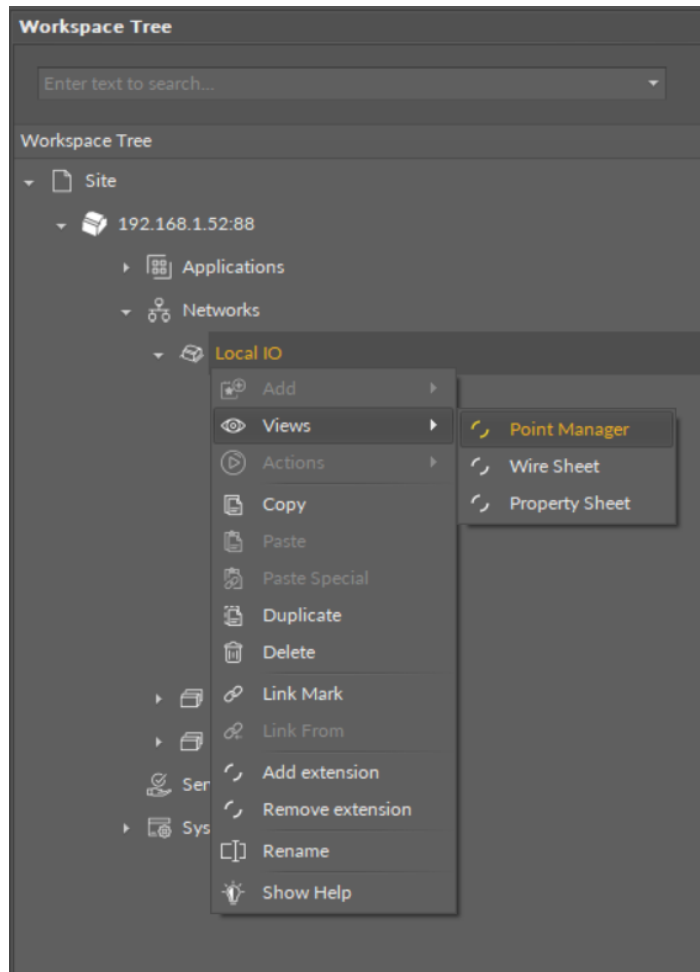 Workspace Tree
Enter text to search...
Workspace Tree
Site
192.168.1.52:88
Applications
Networks
Local IO
Add
Views
Point Manager
Actions
Wire Sheet
Copy
Property Sheet
Paste
Paste Special
Duplicate
Delete
Link Mark
Link From
Ser
Add extension
Remove extension
Sys
Rename
Show Help